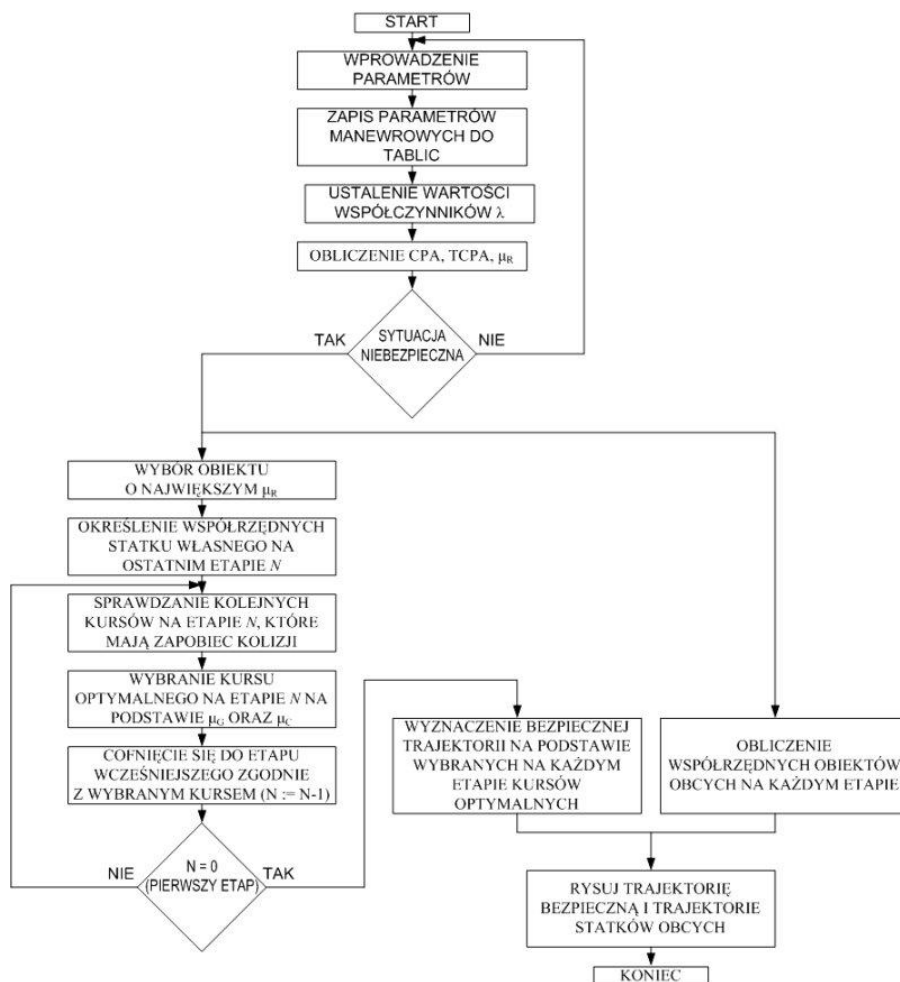 START
WPROWADZENIE
PARAMETRÓW
ZAPIS PARAMETRÓW
MANEWROWYCH DO
TABLIC
USTALENIE WARTOŚCI
WSPÓŁCZYNNIKÓW λ
OBLICZENIE CPA, TCPA, μR
TAK
SYTUACJA
NIEBEZPIECZNA
NIE
WYBÓR OBIEKTU
O NAJWIĘKSZYM μR
OKREŚLENIE WSPÓŁRZĘDNYCH
STATKU WŁASNEGO NA
OSTATNIM ETAPIE N
SPRAWDZANIE KOLEJNYCH
KURSÓW NA ETAPIE N, KTÓRE
MAJĄ ZAPOBIEC KOLIZJI
WYBRANIE KURSU
OPTYMALNEGO NA ETAPIE N NA
PODSTAWIE μG ORAZ μC
COFNIĘCIE SIĘ DO ETAPU
WCZEŚNIEJSZEGO ZGODNIE
Z WYBRANYM KURSEM (N := N-1)
NIE
N = 0
(PIERWSZY ETAP)
TAK
WYZNACZENIE BEZPIECZNEJ
TRAJEKTORII NA PODSTAWIE
WYBRANYCH NA KAŻDYM
ETAPIE KURSÓW
OPTYMALNYCH
OBLICZENIE
WSPÓŁRZĘDNYCH OBIEKTÓW
OBCYCH NA KAŻDYM ETAPIE
RYSUJ TRAJEKTORIĘ
BEZPIECZNĄ I TRAJEKTORIE
STATKÓW OBCYCH
KONIEC